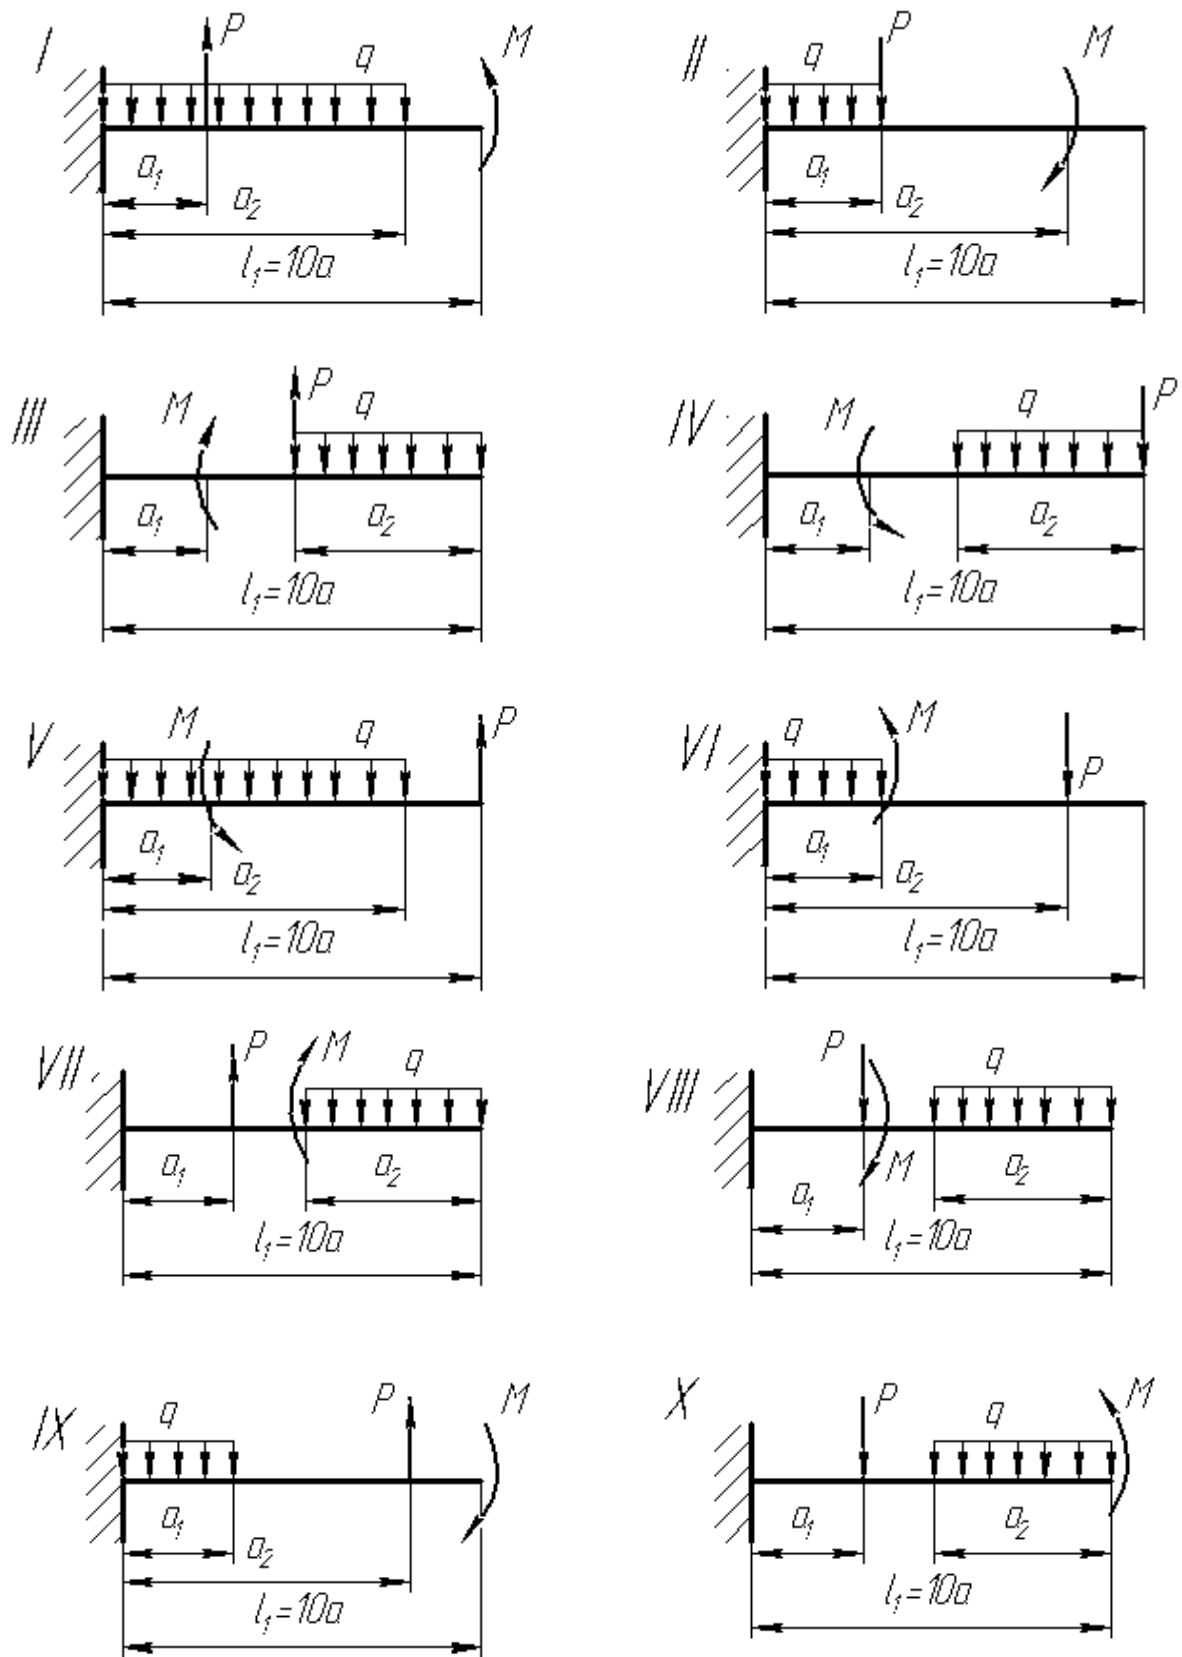 I P q M
a₁
a₂
l₁=10a
II q P M
a₁
a₂
l₁=10a
III M P q
a₁ a₂
l₁=10a
IV M q P
a₁ a₂
l₁=10a
V M q P
a₁
a₂
l₁=10a
VI q M P
a₁
a₂
l₁=10a
VII P M q
a₁ a₂
l₁=10a
VIII P q
M
a₁ a₂
l₁=10a
IX q P M
a₁
a₂
l₁=10a
X P q M
a₁ a₂
l₁=10a